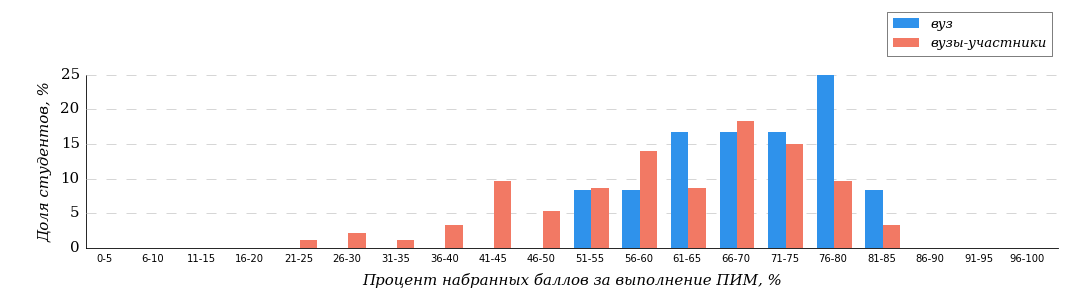 вуз
вузы-участники
25
20
15
10
5
0
Доля студентов, %
0-5 6-10 11-15 16-20 21-25 26-30 31-35 36-40 41-45 46-50 51-55 56-60 61-65 66-70 71-75 76-80 81-85 86-90 91-95 96-100
Процент набранных баллов за выполнение ПИМ, %